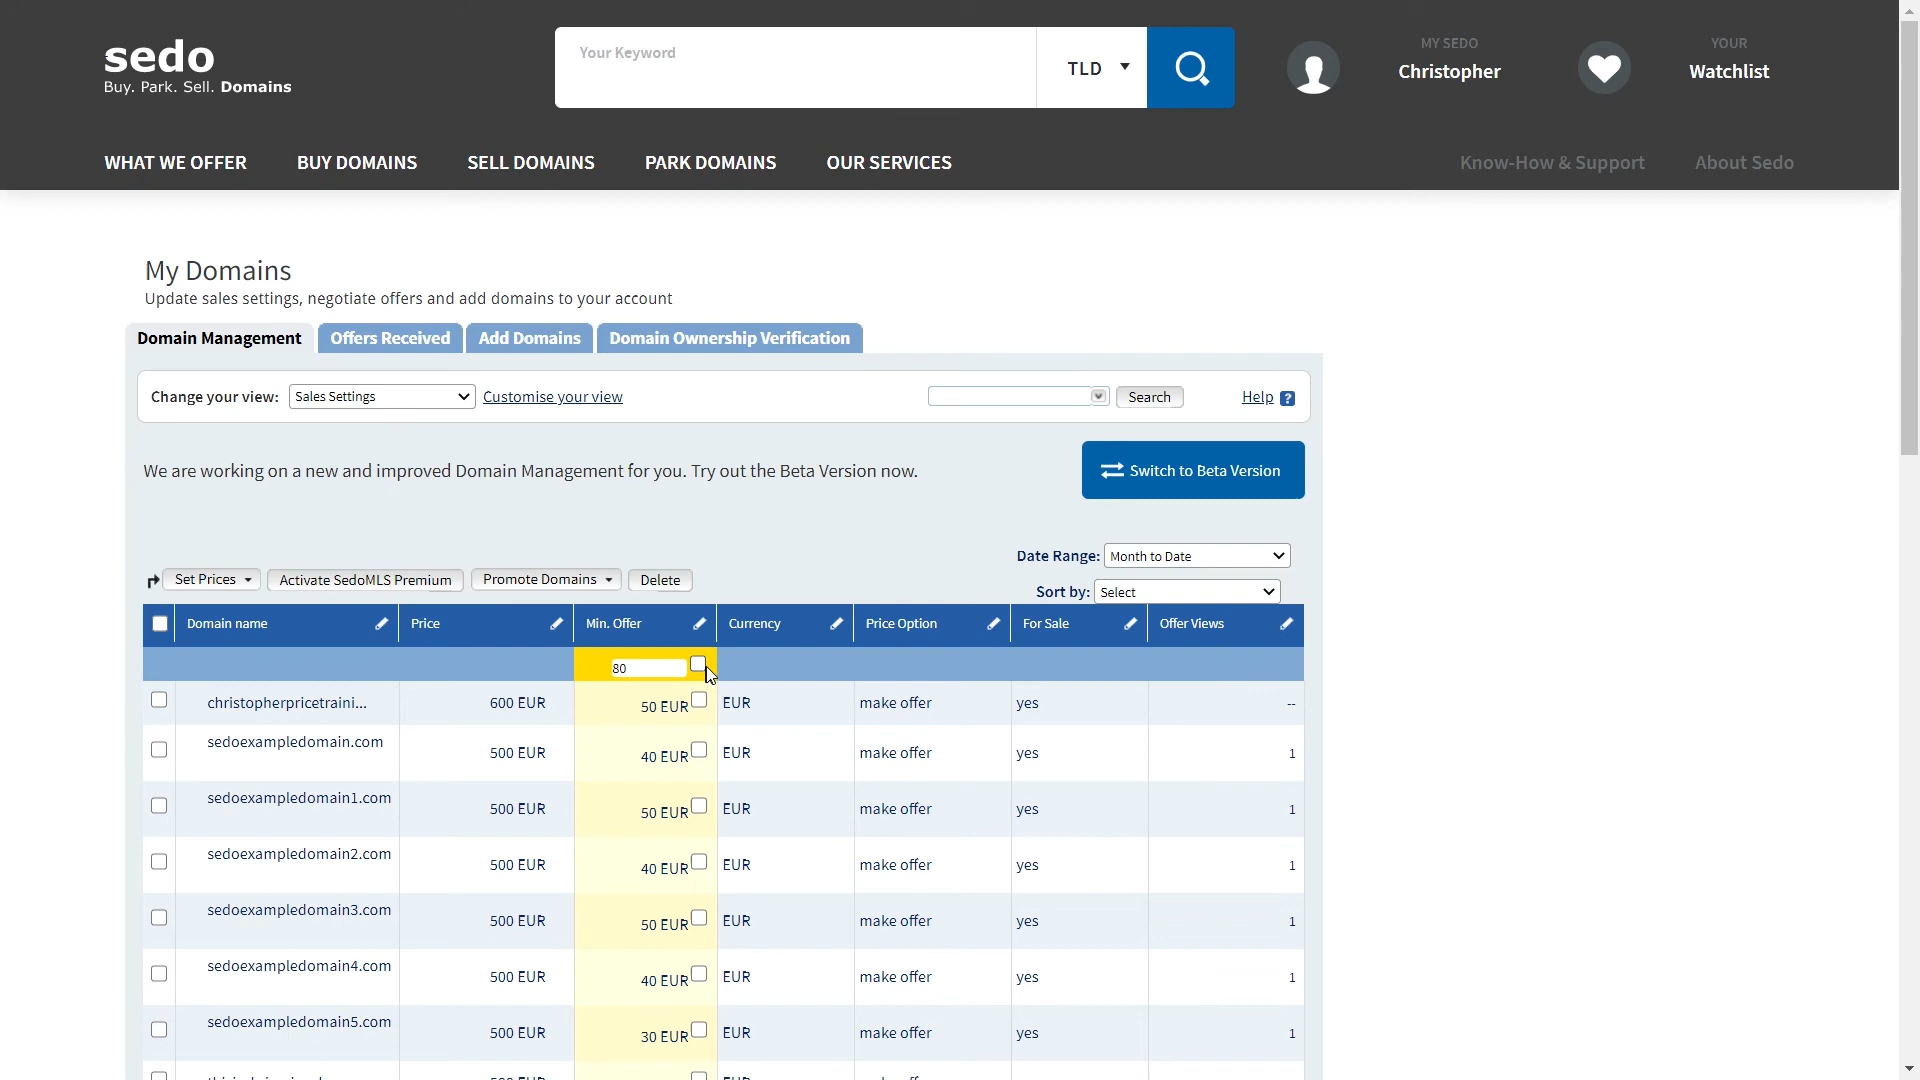 sedo
Buy. Park. Sell. Domains
Your Keyword
TLD
MY SEDO
Christopher
YOUR
Watchlist
WHAT WE OFFER
BUY DOMAINS
SELL DOMAINS
PARK DOMAINS
OUR SERVICES
Know-How & Support
About Sedo
My Domains
Update sales settings, negotiate offers and add domains to your account
Domain Management
Offers Received
Add Domains
Domain Ownership Verification
Change your view: Sales Settings Customise your view Search Help ?
We are working on a new and improved Domain Management for you. Try out the Beta Version now.
Switch to Beta Version
Date Range: Month to Date
Set Prices Activate SedoMLS Premium Promote Domains Delete
Sort by: Select
Domain name Price Min. Offer Currency Price Option For Sale Offer Views
80
christopherpricetraini... 600 EUR 50 EUR EUR make offer yes --
sedoexampledomain.com 500 EUR 40 EUR EUR make offer yes 1
sedoexampledomain1.com 500 EUR 50 EUR EUR make offer yes 1
sedoexampledomain2.com 500 EUR 40 EUR EUR make offer yes 1
sedoexampledomain3.com 500 EUR 50 EUR EUR make offer yes 1
sedoexampledomain4.com 500 EUR 40 EUR EUR make offer yes 1
sedoexampledomain5.com 500 EUR 30 EUR EUR make offer yes 1